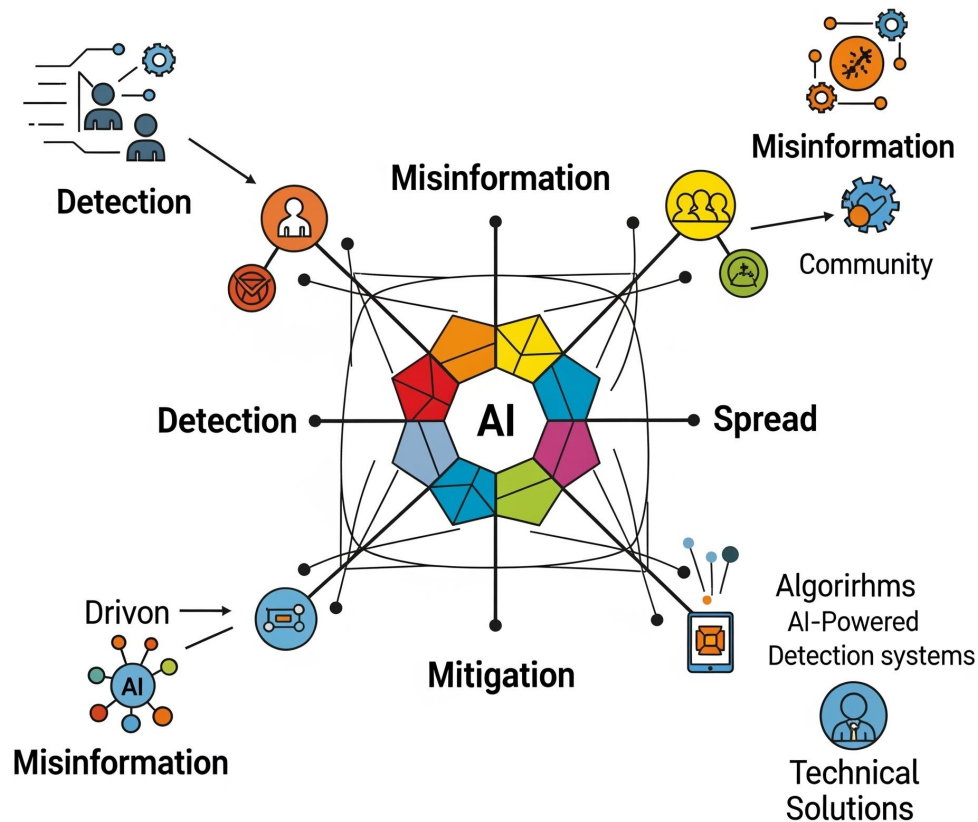 Misinformation
Detection
Misinformation
Community
Detection
AI
Spread
Drivon
AI
Misinformation
Mitigation
Algorirhms
AI-Powered
Detection systems
Technical
Solutions